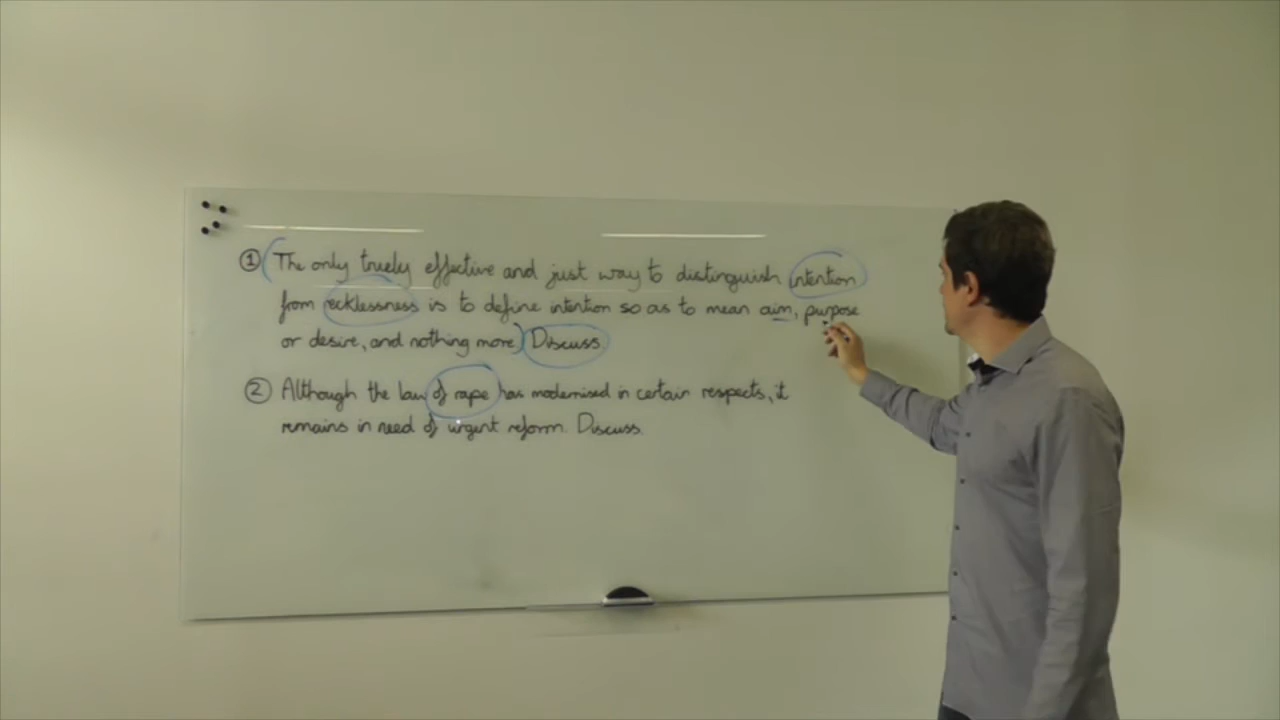 ① The only truely effective and just way to distinguish intention
from recklessness is to define intention so as to mean aim, purpose
or desire, and nothing more. Discuss.
② Although the law of rape has modernised in certain respects, it
remains in need of urgent reform. Discuss.